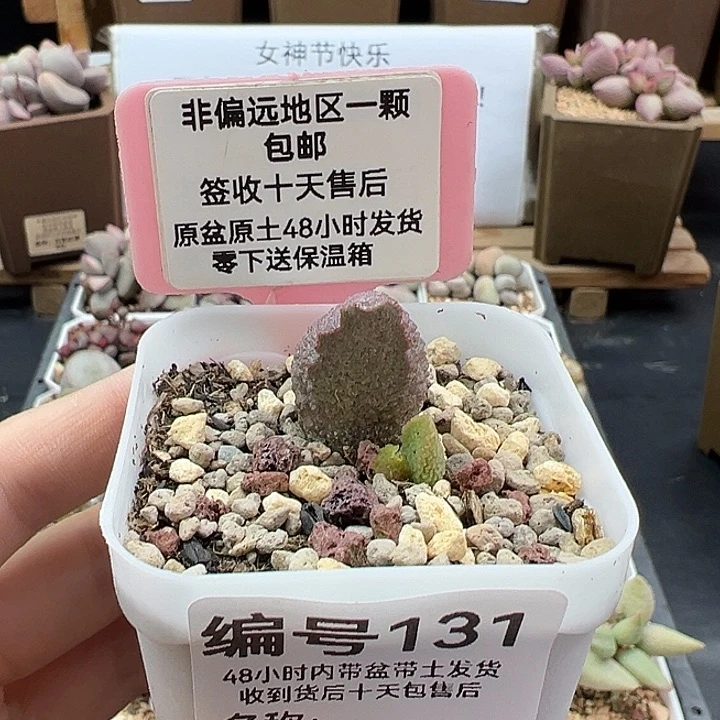 女神节快乐
非偏远地区一颗
包邮
签收十天售后
原盆原土48小时发货
零下送保温箱
编号131
48小时内带盆带土发货
收到货后十天包售后